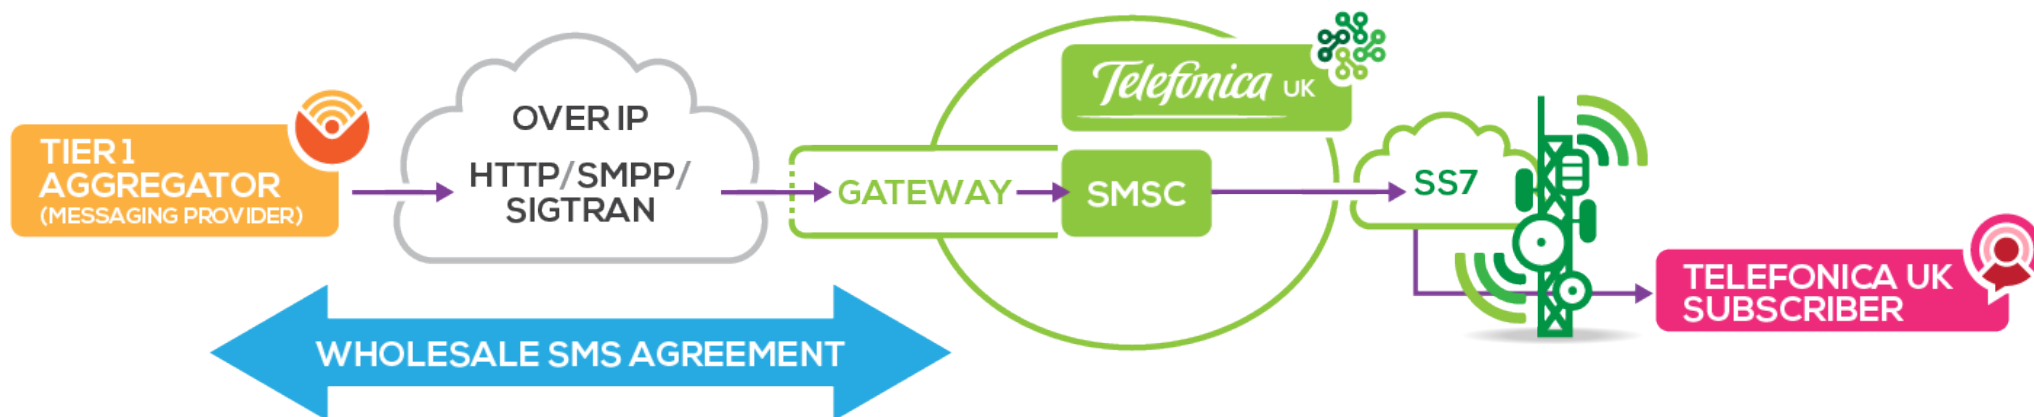 TIER 1
AGGREGATOR
(MESSAGING PROVIDER)
OVER IP
HTTP/SMPP/
SIGTRAN
WHOLESALE SMS AGREEMENT
GATEWAY
Telefónica UK
SMSC
SS7
TELEFONICA UK
SUBSCRIBER